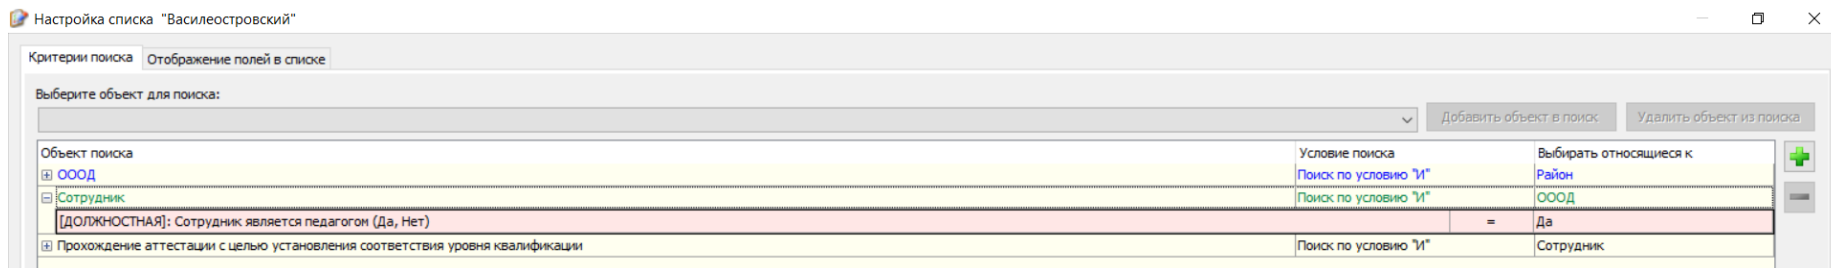 Настройка списка "Василеостровский"
Критерии поиска Отображение полей в списке
Выберите объект для поиска:
Добавить объект в поиск Удалить объект из поиска
Объект поиска Условие поиска Выбирать относящиеся к
ОООД Поиск по условию "И" Район
Сотрудник Поиск по условию "И" ОООД
[ДОЛЖНОСТНАЯ]: Сотрудник является педагогом (Да, Нет) = Да
Прохождение аттестации с целью установления соответствия уровня квалификации Поиск по условию "И" Сотрудник